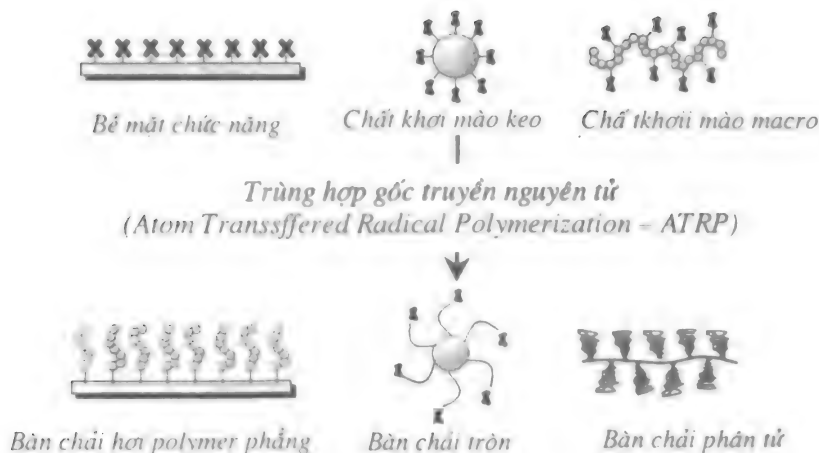 Bề mặt chức năng
Chất khơi mào keo
Chấ tkhơii mào macro
Trùng hợp gốc truyền nguyên tử
(Atom Transsffered Radical Polymerization - ATRP)
Bàn chải hơi polymer phẳng
Bàn chải tròn
Bàn chải phân tử